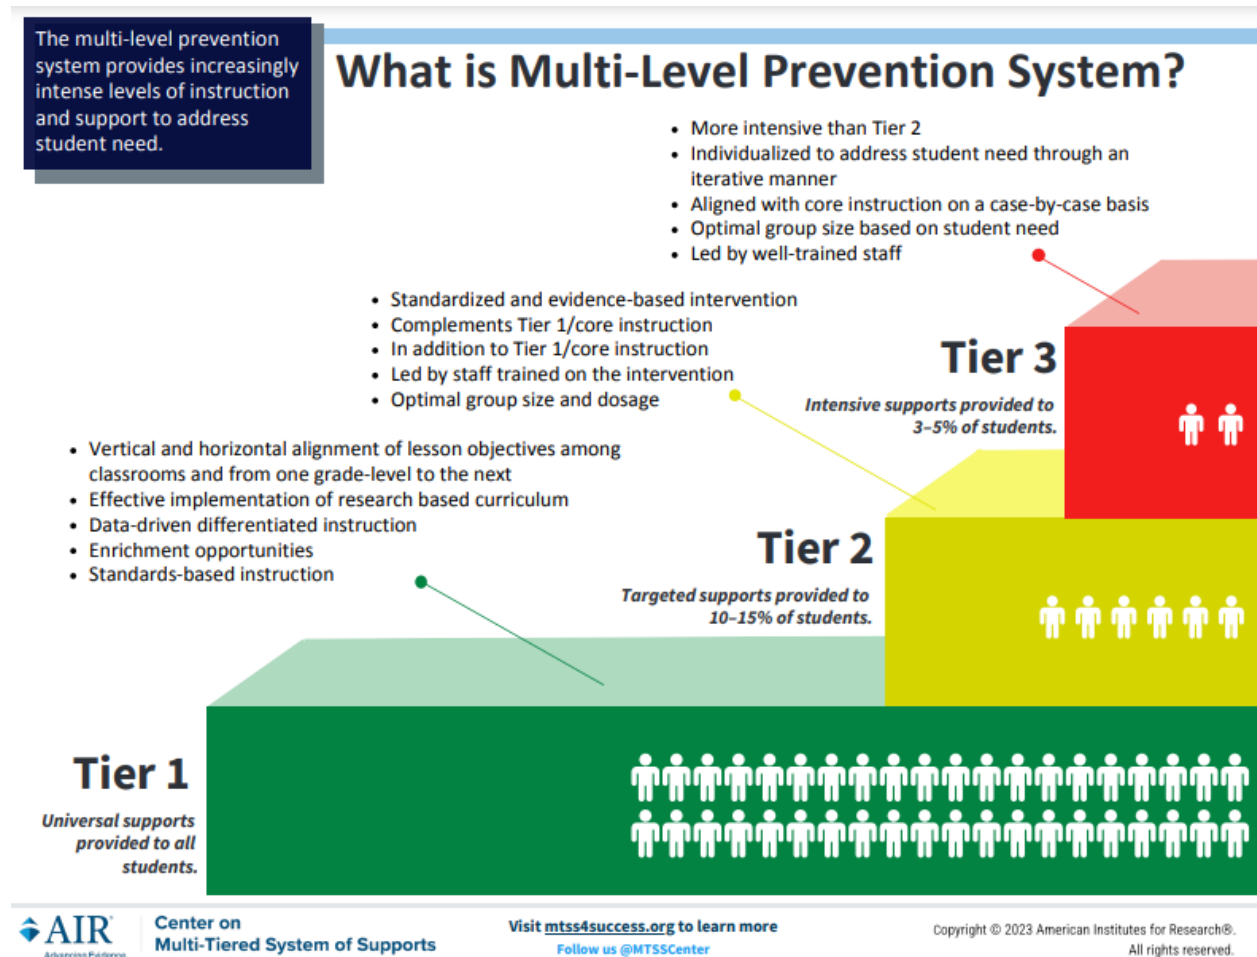 The multi-level prevention
system provides increasingly
intense levels of instruction
and support to address
student need.
What is Multi-Level Prevention System?
• More intensive than Tier 2
• Individualized to address student need through an
iterative manner
• Aligned with core instruction on a case-by-case basis
• Optimal group size based on student need
• Led by well-trained staff
• Standardized and evidence-based intervention
• Complements Tier 1/core instruction
• In addition to Tier 1/core instruction
• Led by staff trained on the intervention
• Optimal group size and dosage
Tier 3
Intensive supports provided to
3–5% of students.
• Vertical and horizontal alignment of lesson objectives among
classrooms and from one grade-level to the next
• Effective implementation of research based curriculum
• Data-driven differentiated instruction
• Enrichment opportunities
• Standards-based instruction
Tier 2
Targeted supports provided to
10–15% of students.
Tier 1
Universal supports
provided to all
students.
AIR®
Advancing Evidence
Center on
Multi-Tiered System of Supports
Visit mtss4success.org to learn more
Follow us @MTSSCenter
Copyright © 2023 American Institutes for Research®.
All rights reserved.